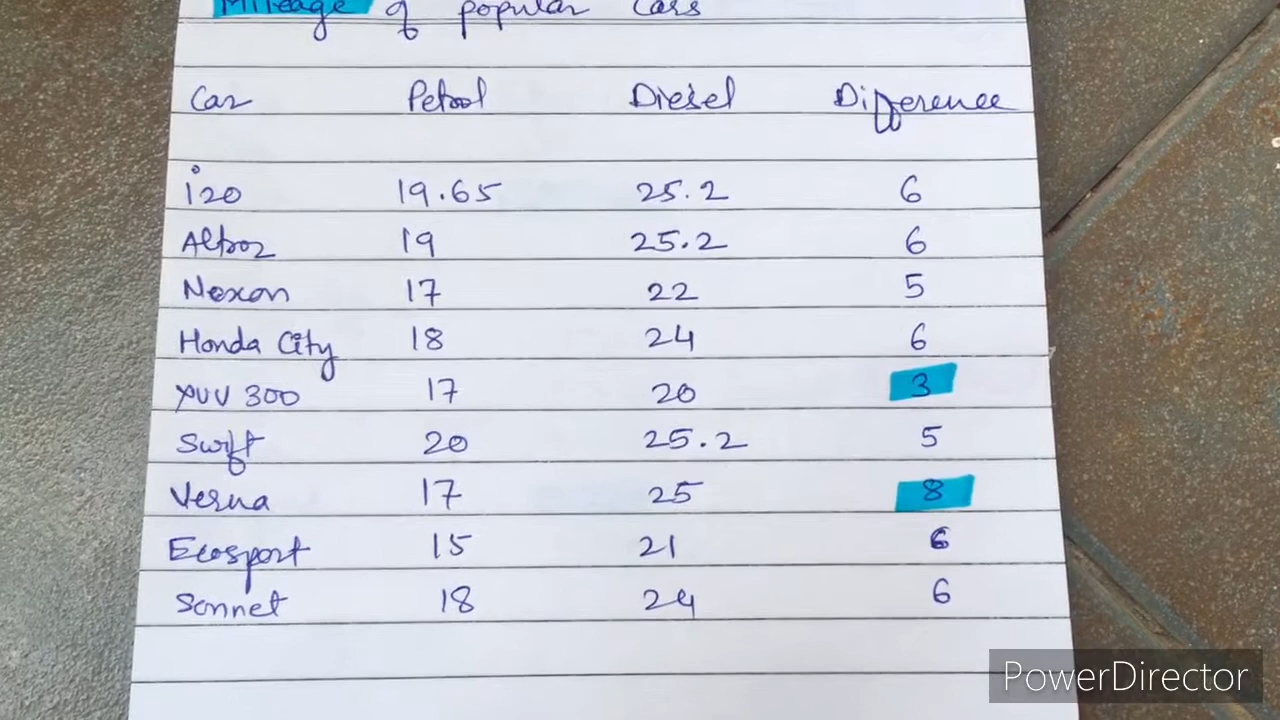 Mileage of popular Cars
Car Petrol Diesel Difference
i20 19.65 25.2 6
Altroz 19 25.2 6
Nexon 17 22 5
Honda City 18 24 6
XUV 300 17 20 3
Swift 20 25.2 5
Verna 17 25 8
Ecosport 15 21 6
Sonnet 18 24 6
PowerDirector